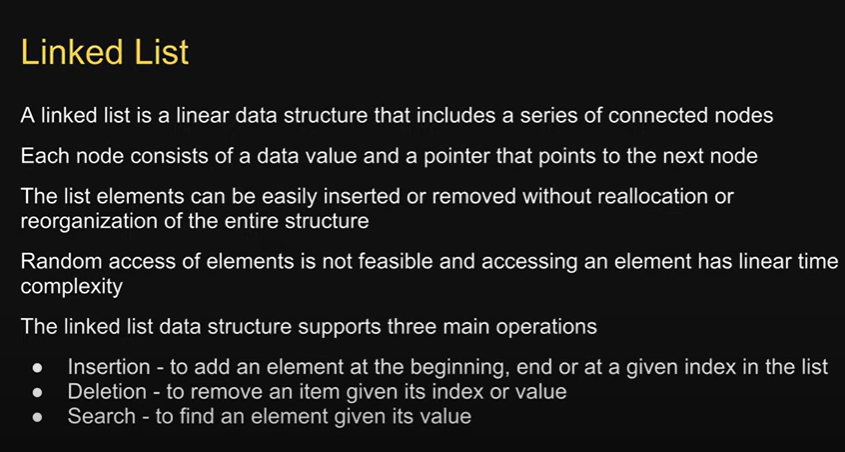 Linked List
A linked list is a linear data structure that includes a series of connected nodes
Each node consists of a data value and a pointer that points to the next node
The list elements can be easily inserted or removed without reallocation or
reorganization of the entire structure
Random access of elements is not feasible and accessing an element has linear time
complexity
The linked list data structure supports three main operations
● Insertion - to add an element at the beginning, end or at a given index in the list
● Deletion - to remove an item given its index or value
● Search - to find an element given its value